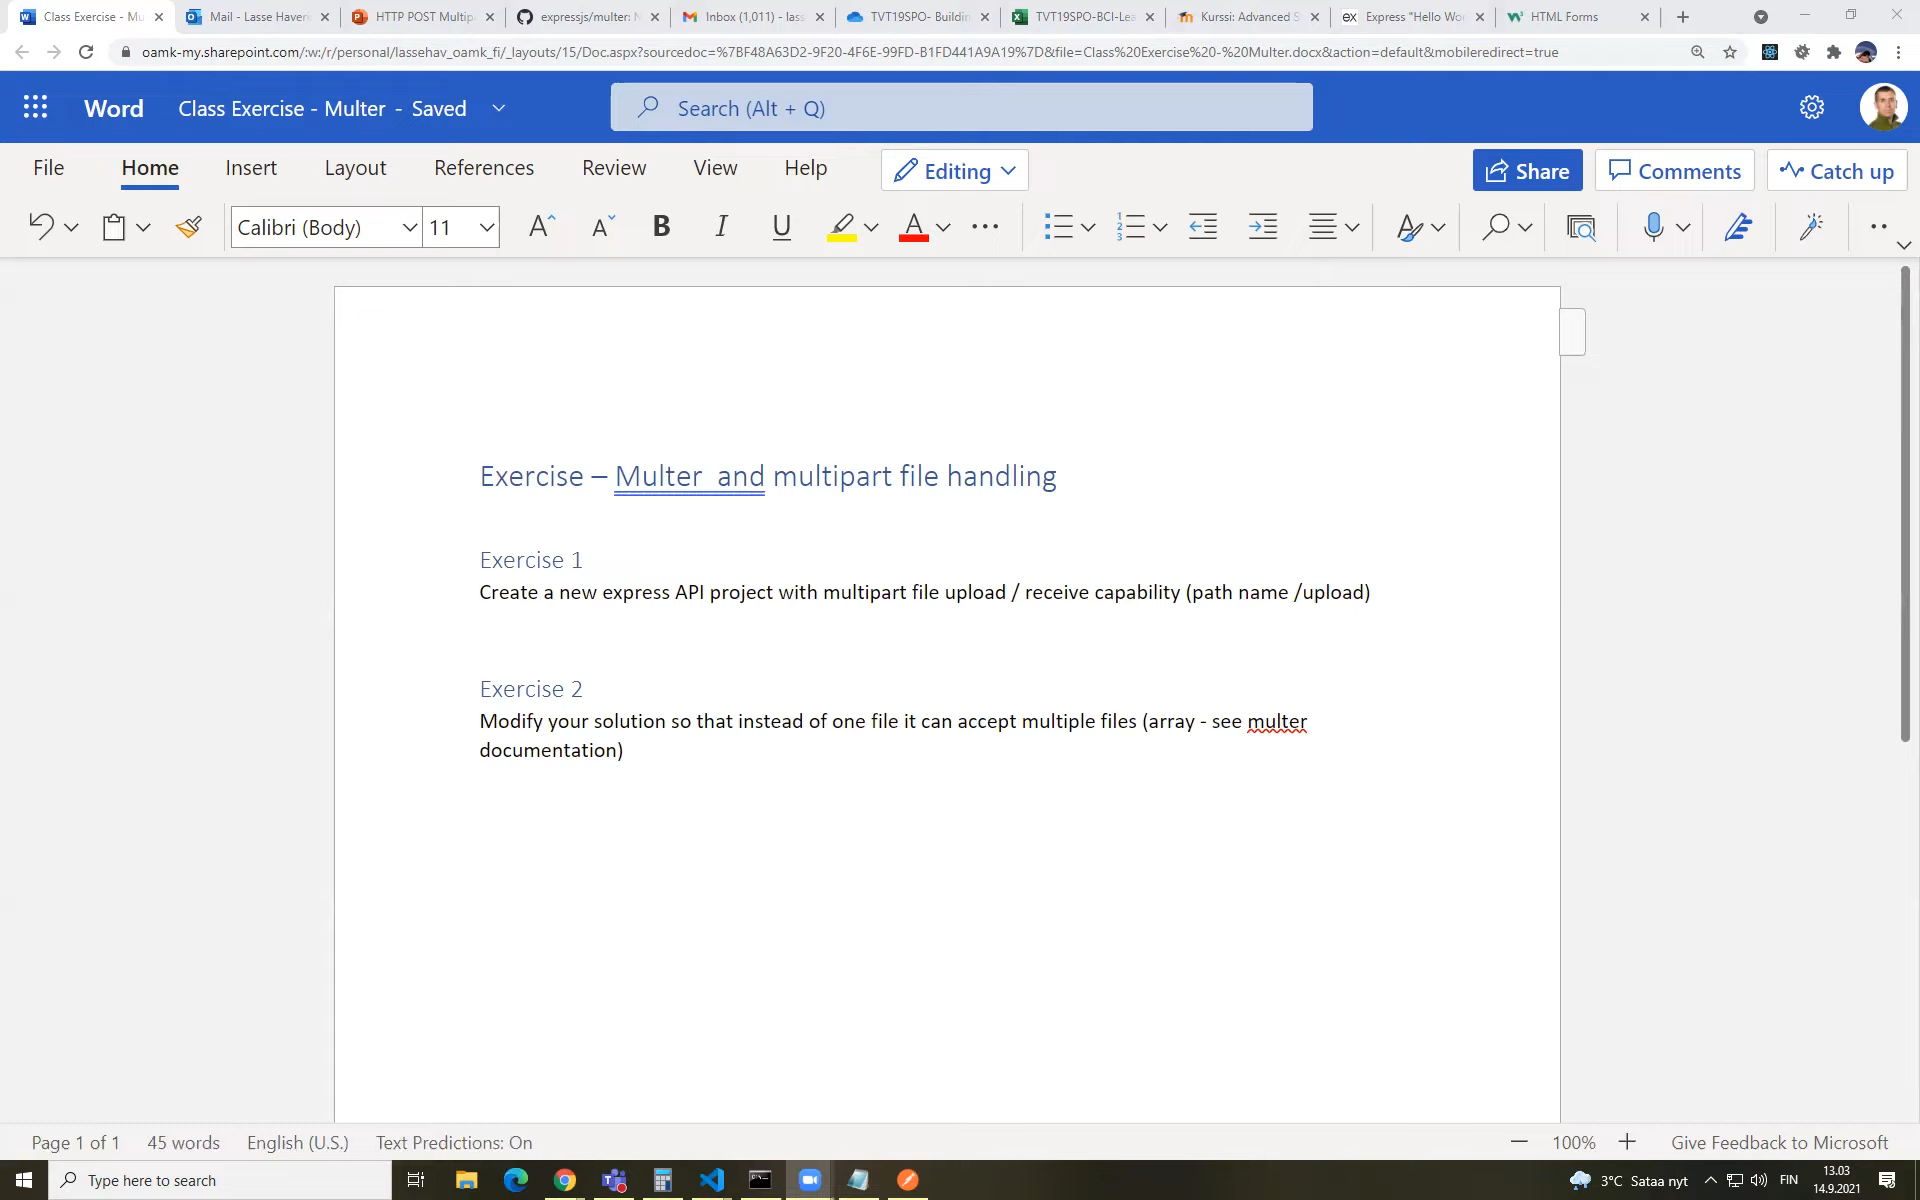 Class Exercise - Mu
Mail - Lasse Haver
HTTP POST Multip
expressjs/multer: N
Inbox (1,011) - lass
TVT19SPO- Buildin
TVT19SPO-BCI-Lea
Kurssi: Advanced S
ex Express "Hello Wo
HTML Forms
oamk-my.sharepoint.com/:w:/r/personal/lassehav_oamk_fi/_layouts/15/Doc.aspx?sourcedoc=%7BF48A63D2-9F20-4F6E-99FD-B1FD441A9A19%7D&file=Class%20Exercise%20-%20Multer.docx&action=default&mobileredirect=true
Word Class Exercise - Multer - Saved Search (Alt + Q)
File Home Insert Layout References Review View Help Editing Share Comments Catch up
Calibri (Body) 11
Exercise – Multer  and multipart file handling
Exercise 1
Create a new express API project with multipart file upload / receive capability (path name /upload)
Exercise 2
Modify your solution so that instead of one file it can accept multiple files (array - see multer
documentation)
Page 1 of 1 45 words English (U.S.) Text Predictions: On 100% Give Feedback to Microsoft
Type here to search 3°C Sataa nyt FIN 13.03
14.9.2021